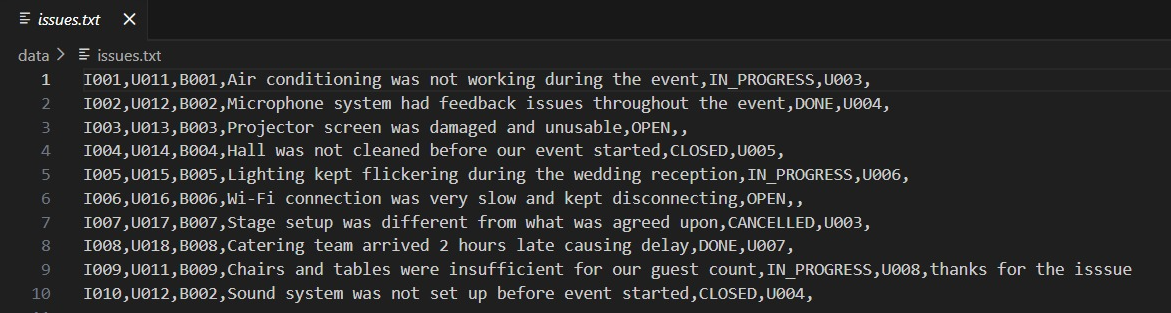 issues.txt
data > issues.txt
1 I001,U011,B001,Air conditioning was not working during the event,IN_PROGRESS,U003,
2 I002,U012,B002,Microphone system had feedback issues throughout the event,DONE,U004,
3 I003,U013,B003,Projector screen was damaged and unusable,OPEN,,
4 I004,U014,B004,Hall was not cleaned before our event started,CLOSED,U005,
5 I005,U015,B005,Lighting kept flickering during the wedding reception,IN_PROGRESS,U006,
6 I006,U016,B006,Wi-Fi connection was very slow and kept disconnecting,OPEN,,
7 I007,U017,B007,Stage setup was different from what was agreed upon,CANCELLED,U003,
8 I008,U018,B008,Catering team arrived 2 hours late causing delay,DONE,U007,
9 I009,U011,B009,Chairs and tables were insufficient for our guest count,IN_PROGRESS,U008,thanks for the isssue
10 I010,U012,B002,Sound system was not set up before event started,CLOSED,U004,